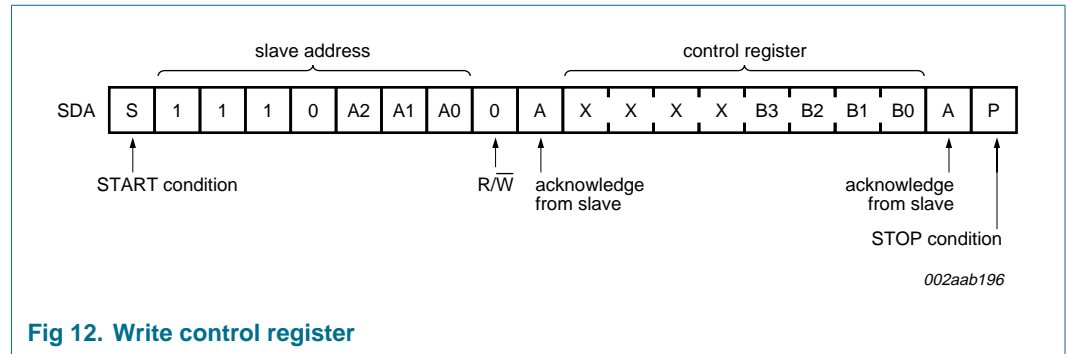 slave address control register
SDA S 1 1 1 0 A2 A1 A0 0 A X X X X B3 B2 B1 B0 A P
START condition R/W̅ acknowledge from slave acknowledge from slave
STOP condition
002aab196
Fig 12. Write control register